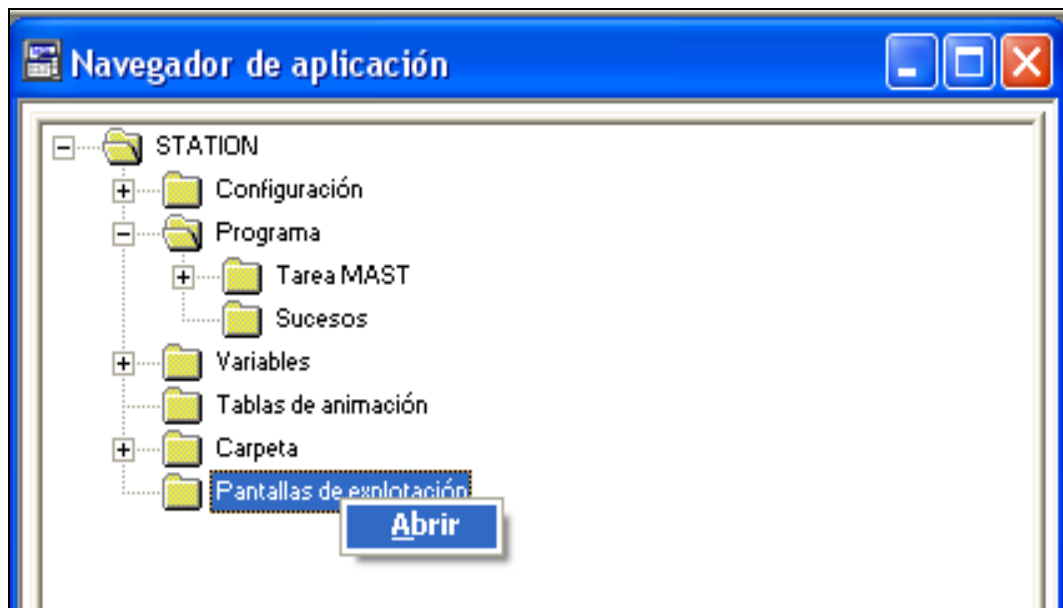 Navegador de aplicación
STATION
Configuración
Programa
Tarea MAST
Sucesos
Variables
Tablas de animación
Carpeta
Pantallas de explotación
Abrir